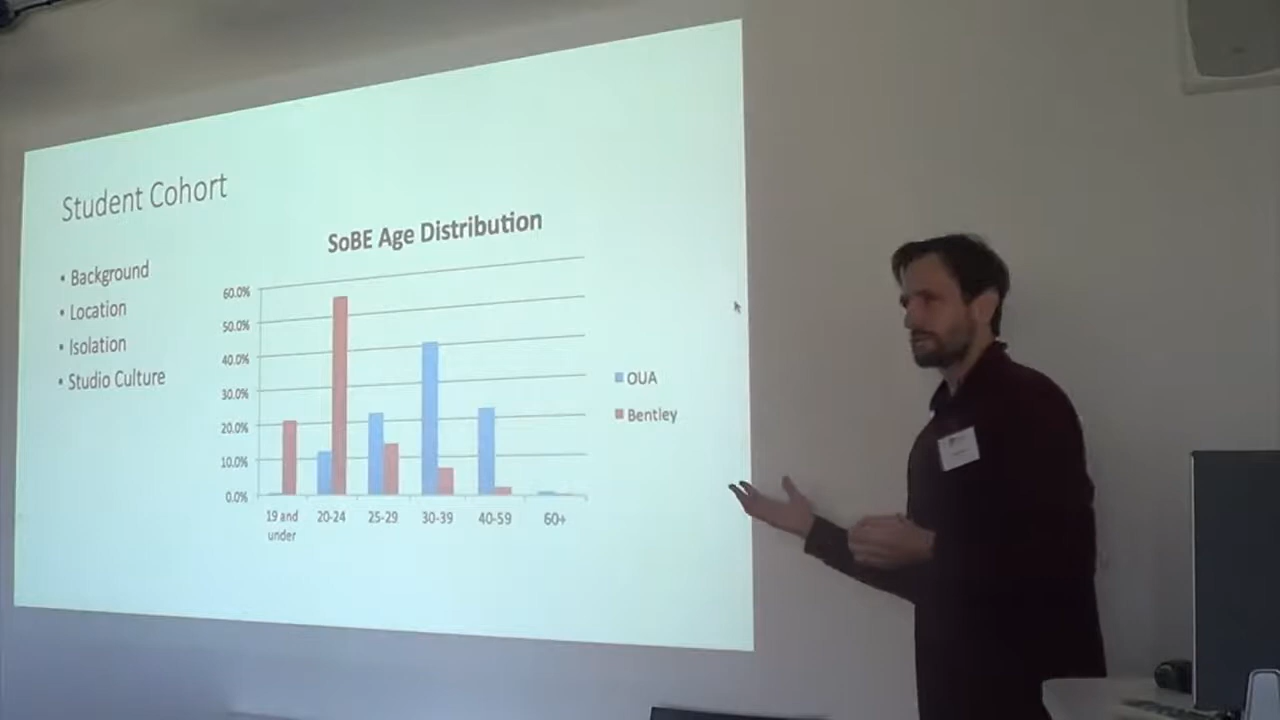 Student Cohort
• Background
• Location
• Isolation
• Studio Culture
SoBE Age Distribution
60.0%
50.0%
40.0%
30.0%
20.0%
10.0%
0.0%
19 and
under
20-24
25-29
30-39
40-59
60+
OUA
Bentley